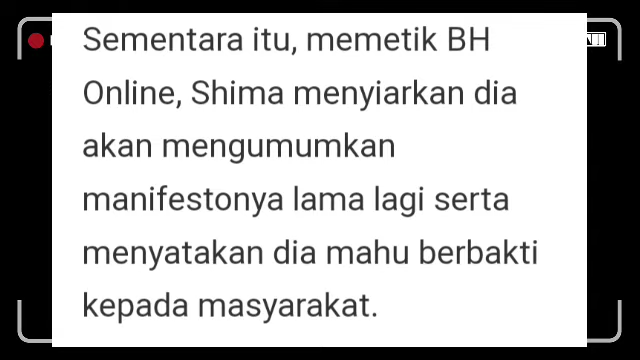 Sementara itu, memetik BH
Online, Shima menyiarkan dia
akan mengumumkan
manifestonya lama lagi serta
menyatakan dia mahu berbakti
kepada masyarakat.